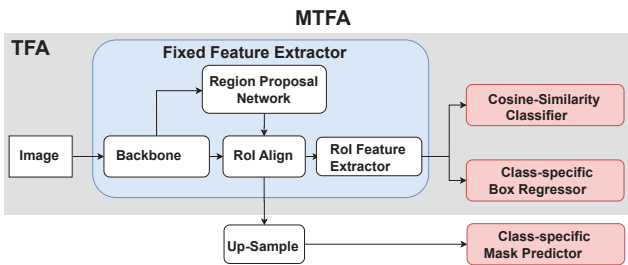 MTFA
TFA
Fixed Feature Extractor
Region Proposal
Network
Cosine-Similarity
Classifier
Image
Backbone
RoI Align
RoI Feature
Extractor
Class-specific
Box Regressor
Up-Sample
Class-specific
Mask Predictor